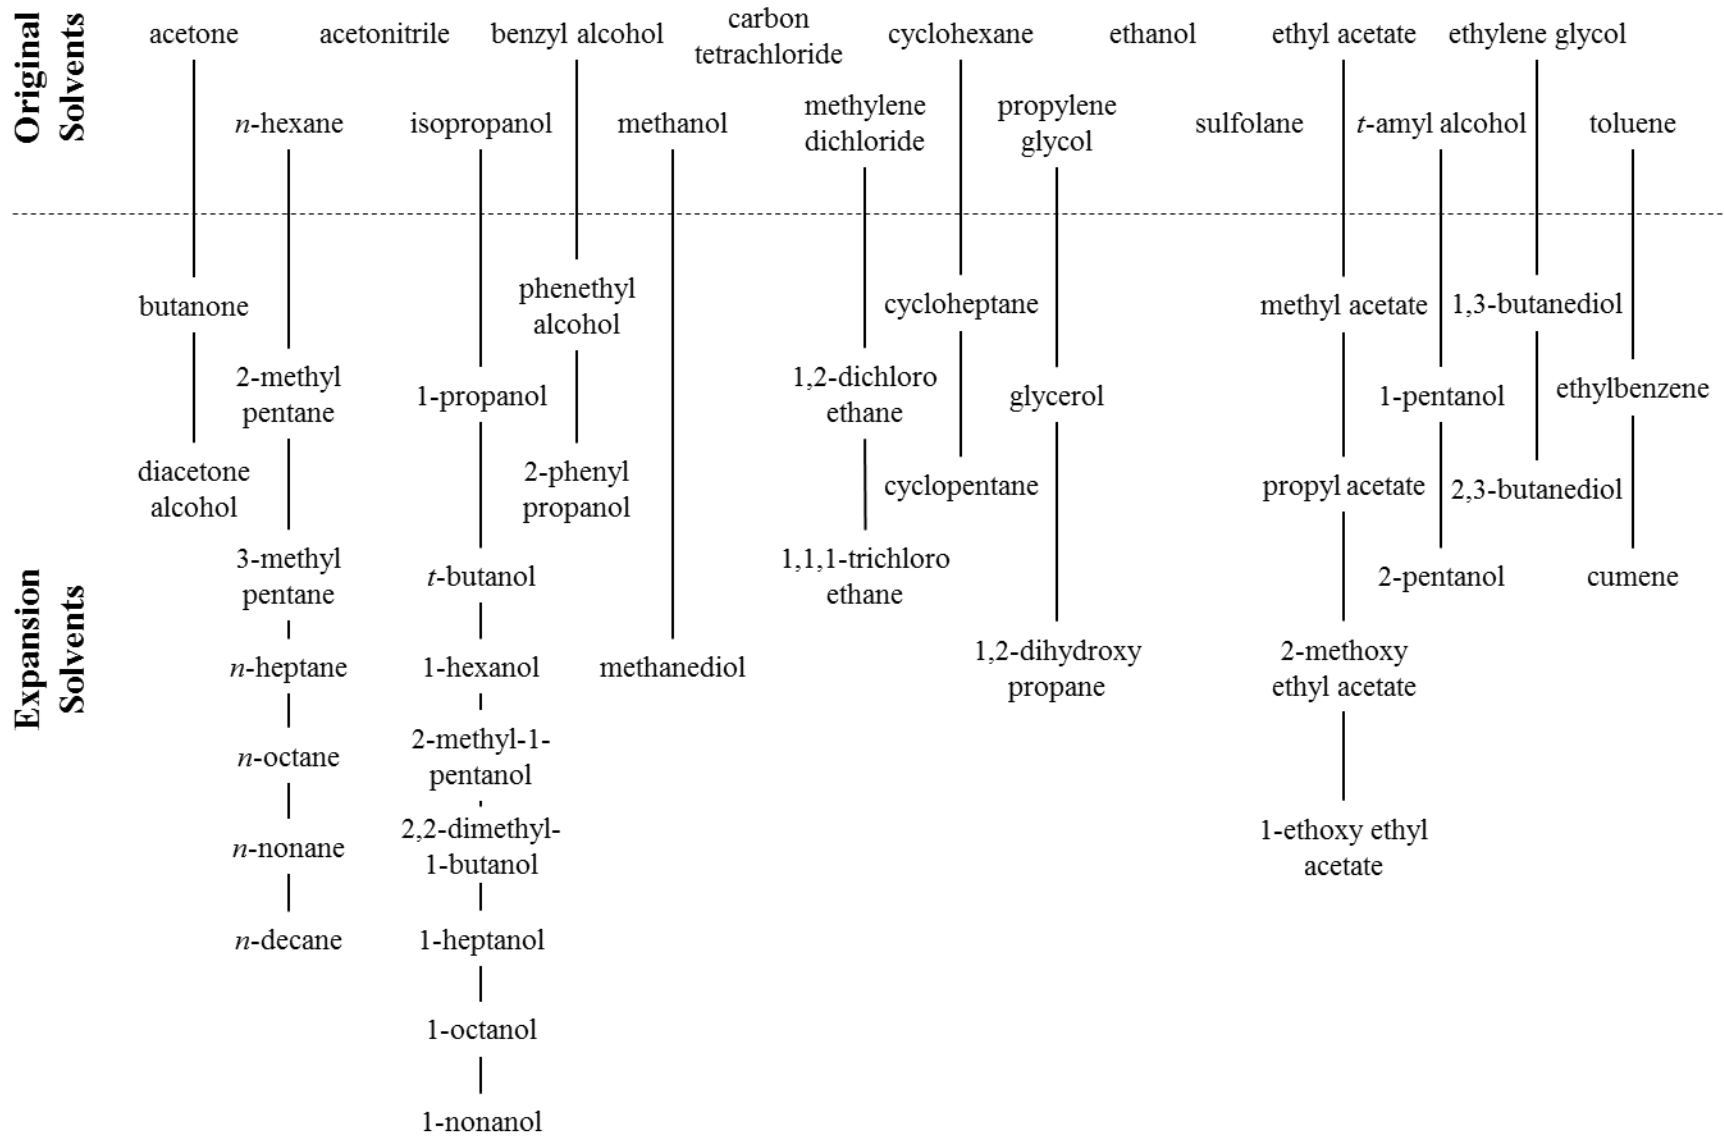 Original
Solvents
acetone
acetonitrile
benzyl alcohol
carbon
tetrachloride
cyclohexane
ethanol
ethyl acetate
ethylene glycol
n-hexane
isopropanol
methanol
methylene
dichloride
propylene
glycol
sulfolane
t-amyl alcohol
toluene
Expansion
Solvents
butanone
diacetone
alcohol
2-methyl
pentane
3-methyl
pentane
n-heptane
n-octane
n-nonane
n-decane
1-propanol
t-butanol
1-hexanol
2-methyl-1-
pentanol
2,2-dimethyl-
1-butanol
1-heptanol
1-octanol
1-nonanol
phenethyl
alcohol
2-phenyl
propanol
methanediol
1,2-dichloro
ethane
1,1,1-trichloro
ethane
cycloheptane
cyclopentane
glycerol
1,2-dihydroxy
propane
methyl acetate
propyl acetate
2-methoxy
ethyl acetate
1-ethoxy ethyl
acetate
1-pentanol
2-pentanol
1,3-butanediol
2,3-butanediol
ethylbenzene
cumene